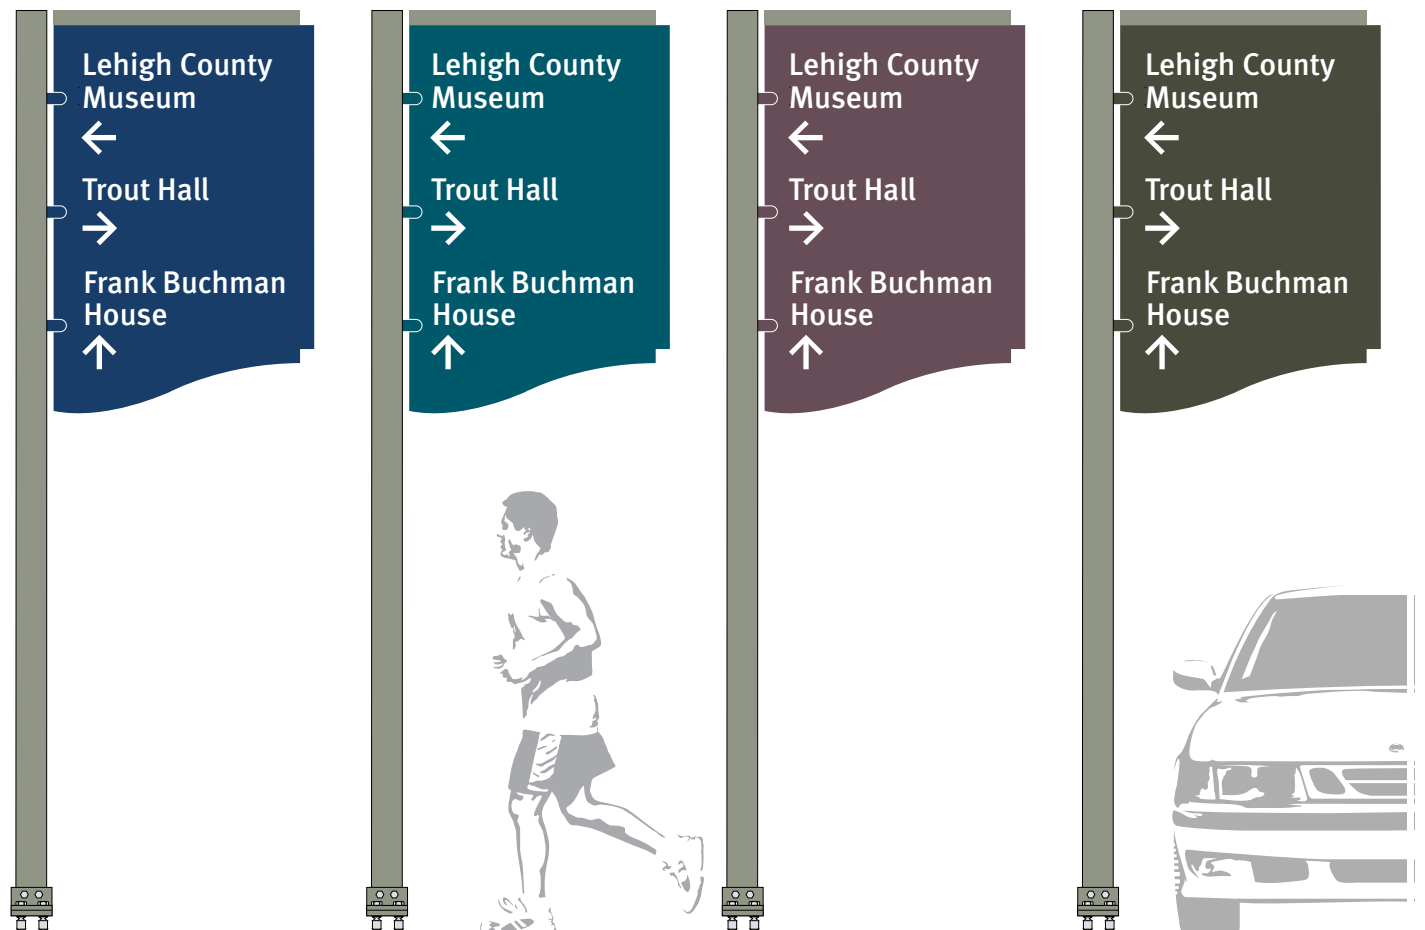 Lehigh County
Museum
←
Trout Hall
→
Frank Buchman
House
↑
Lehigh County
Museum
←
Trout Hall
→
Frank Buchman
House
↑
Lehigh County
Museum
←
Trout Hall
→
Frank Buchman
House
↑
Lehigh County
Museum
←
Trout Hall
→
Frank Buchman
House
↑